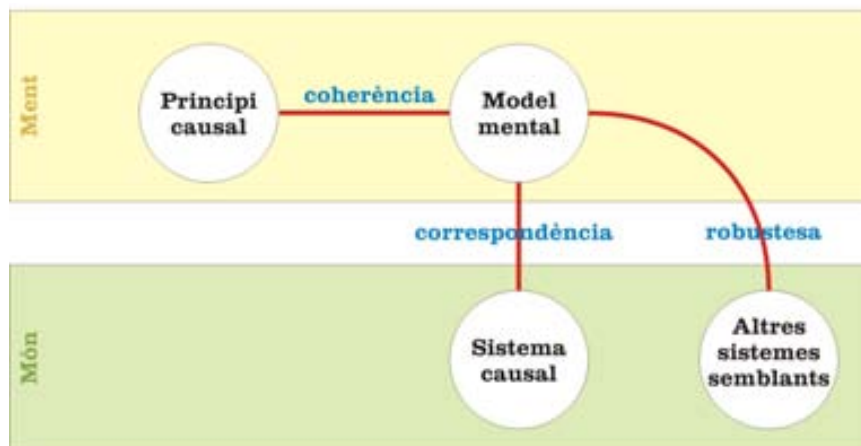 Ment
Principi
causal
coherència
Model
mental
correspondència
robustesa
Món
Sistema
causal
Altres
sistemes
semblants